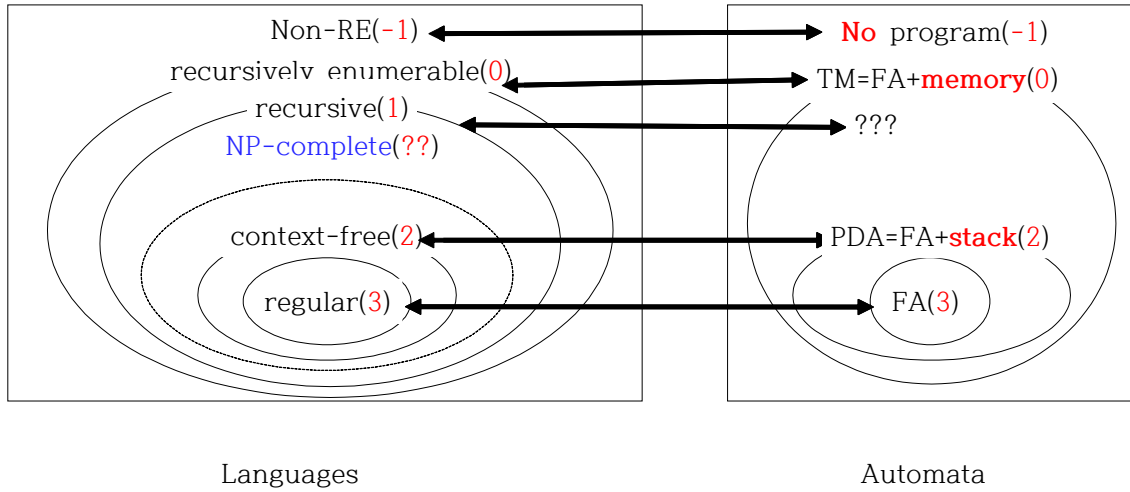 Non-RE(-1)
No program(-1)
recursively enumerable(0)
TM=FA+memory(0)
recursive(1)
???
NP-complete(??)
context-free(2)
PDA=FA+stack(2)
regular(3)
FA(3)
Languages
Automata